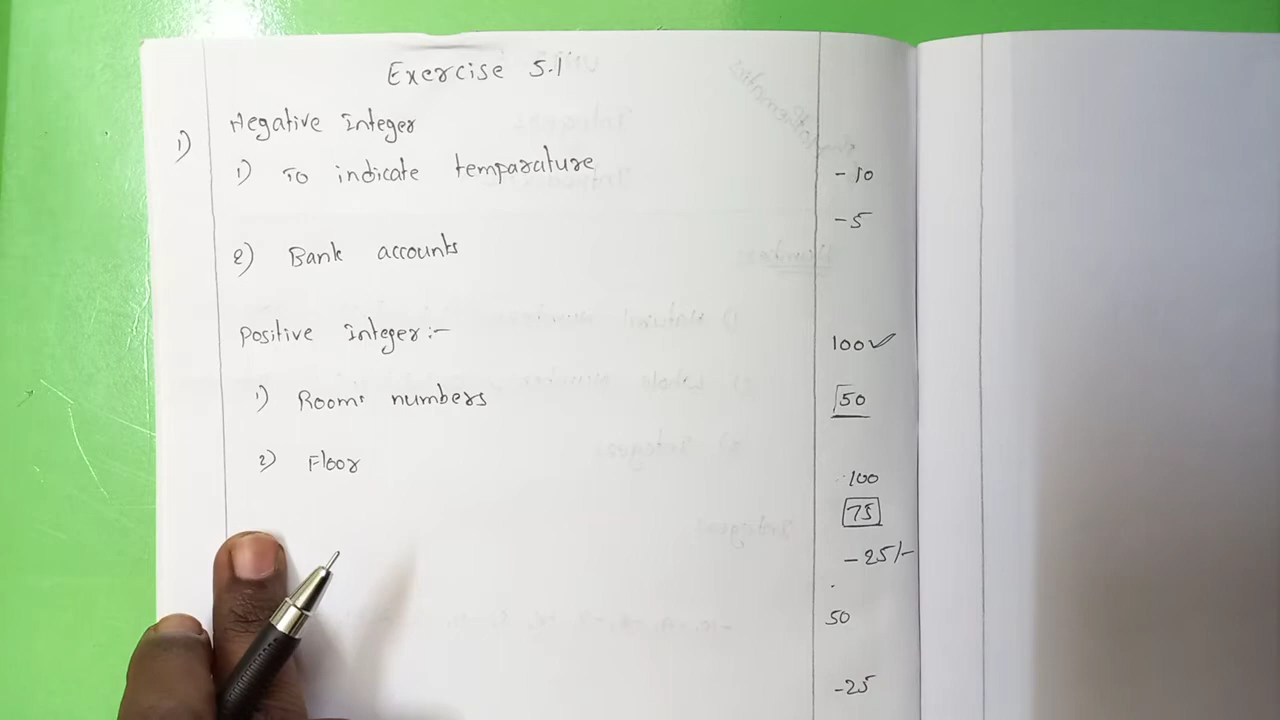 Exercise 5.1
1) Negative Integer
1) To indicate temparature
-10
-5
2) Bank accounts
Positive Integer:-
100✓
1) Rooms numbers
50
2) Floor
100
75
-25/-
50
-25